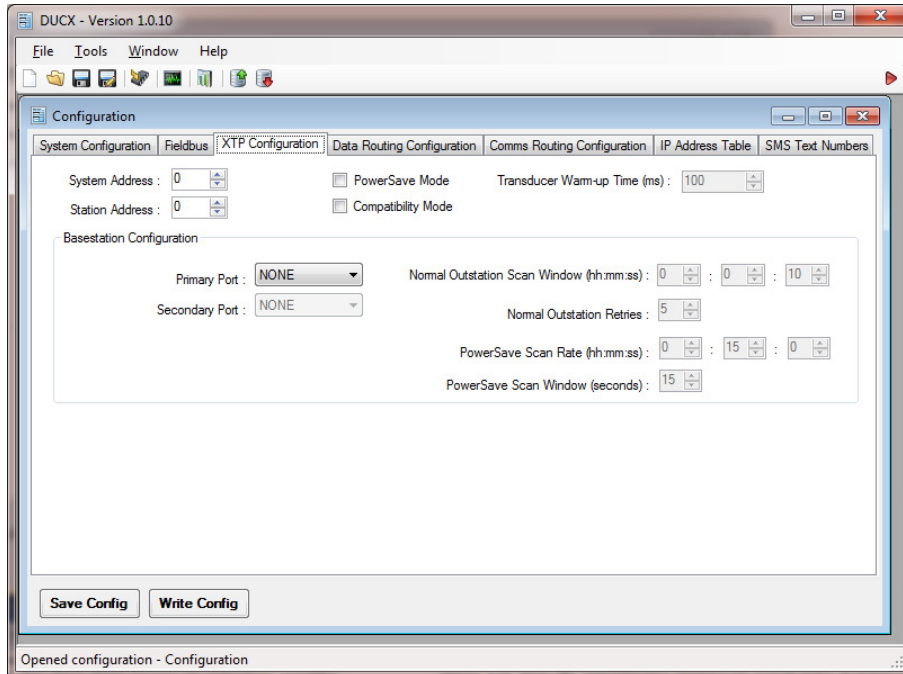 DUCX - Version 1.0.10
File Tools Window Help
Configuration
System Configuration Fieldbus XTP Configuration Data Routing Configuration Comms Routing Configuration IP Address Table SMS Text Numbers
System Address : 0 PowerSave Mode Transducer Warm-up Time (ms) : 100
Station Address : 0 Compatibility Mode
Basestation Configuration
Primary Port : NONE Normal Outstation Scan Window (hh:mm:ss) : 0 : 0 : 10
Secondary Port : NONE Normal Outstation Retries : 5
PowerSave Scan Rate (hh:mm:ss) : 0 : 15 : 0
PowerSave Scan Window (seconds) : 15
Save Config Write Config
Opened configuration - Configuration